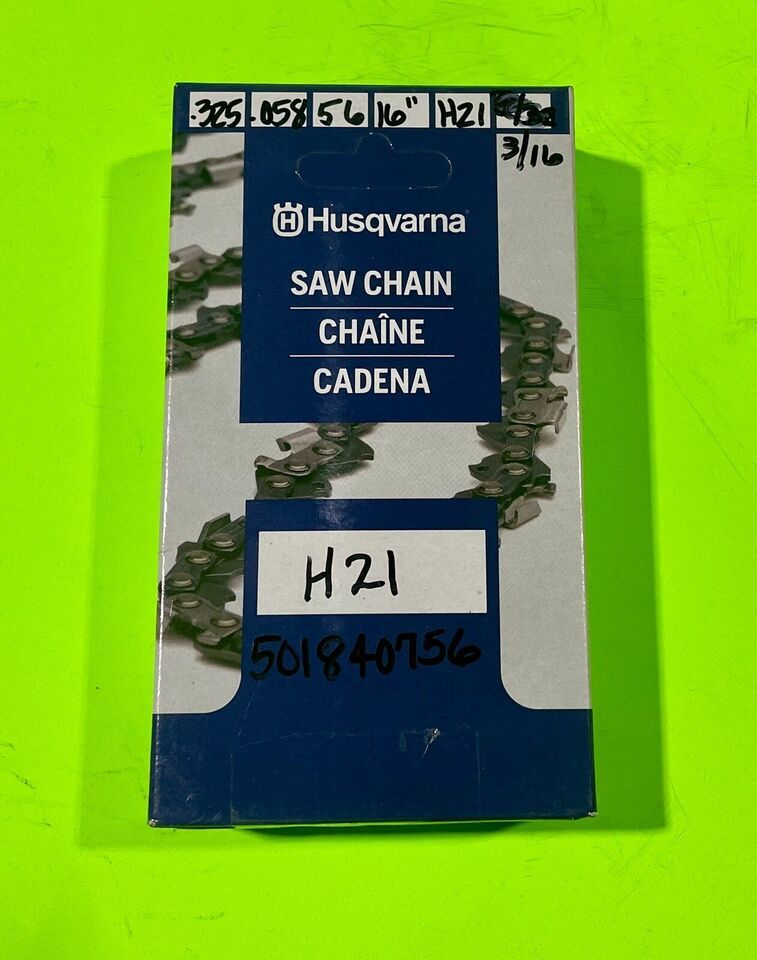 .325 .058 56 16" H21
3/16
Husqvarna
SAW CHAIN
CHAÎNE
CADENA
H21
501840756